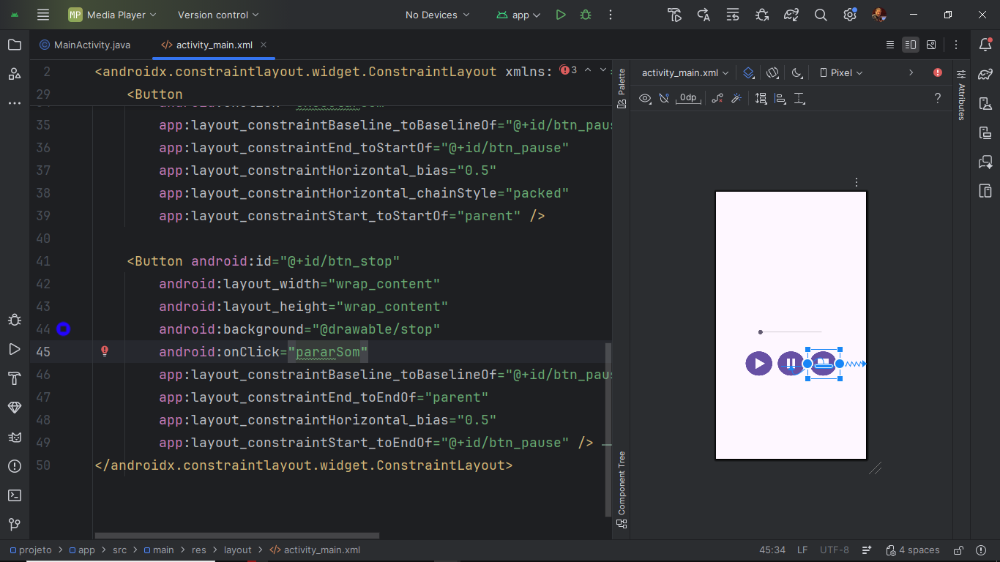 MP Media Player Version control No Devices app
MainActivity.java activity_main.xml
2 <androidx.constraintlayout.widget.ConstraintLayout xmlns: 3
29 <Button
35 app:layout_constraintBaseline_toBaselineOf="@+id/btn_pau
36 app:layout_constraintEnd_toStartOf="@+id/btn_pause"
37 app:layout_constraintHorizontal_bias="0.5"
38 app:layout_constraintHorizontal_chainStyle="packed"
39 app:layout_constraintStart_toStartOf="parent" />
40
41 <Button android:id="@+id/btn_stop"
42 android:layout_width="wrap_content"
43 android:layout_height="wrap_content"
44 android:background="@drawable/stop"
45 android:onClick="pararSom"
46 app:layout_constraintBaseline_toBaselineOf="@+id/btn_pau
47 app:layout_constraintEnd_toEndOf="parent"
48 app:layout_constraintHorizontal_bias="0.5"
49 app:layout_constraintStart_toEndOf="@+id/btn_pause" />
50 </androidx.constraintlayout.widget.ConstraintLayout>
Palette
Component Tree
activity_main.xml Pixel
0dp ?
Attributes
projeto > app > src > main > res > layout > activity_main.xml 45:34 LF UTF-8 4 spaces